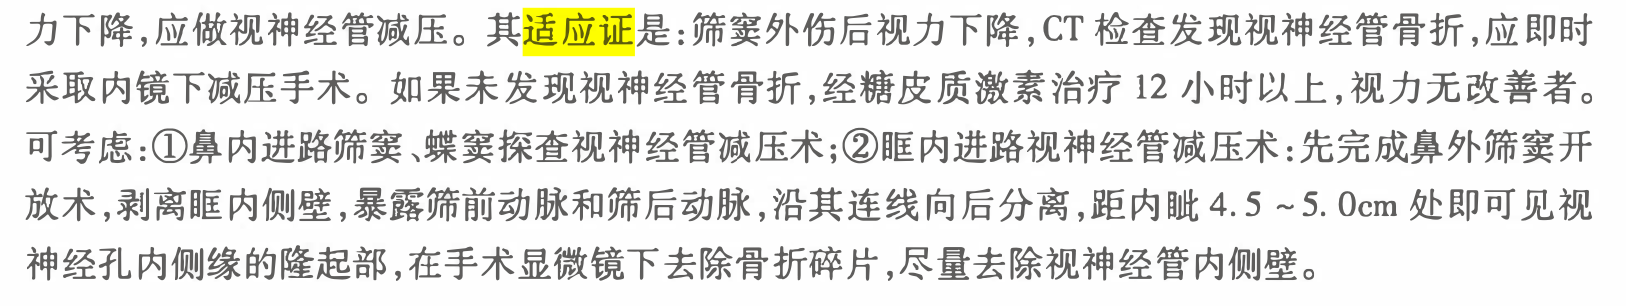 力下降,应做视神经管减压。其适应证是:筛窦外伤后视力下降,CT 检查发现视神经管骨折,应即时
采取内镜下减压手术。如果未发现视神经管骨折,经糖皮质激素治疗 12 小时以上,视力无改善者。
可考虑:①鼻内进路筛窦、蝶窦探查视神经管减压术;②眶内进路视神经管减压术:先完成鼻外筛窦开
放术,剥离眶内侧壁,暴露筛前动脉和筛后动脉,沿其连线向后分离,距内眦 4.5 ~5.0cm 处即可见视
神经孔内侧缘的隆起部,在手术显微镜下去除骨折碎片,尽量去除视神经管内侧壁。